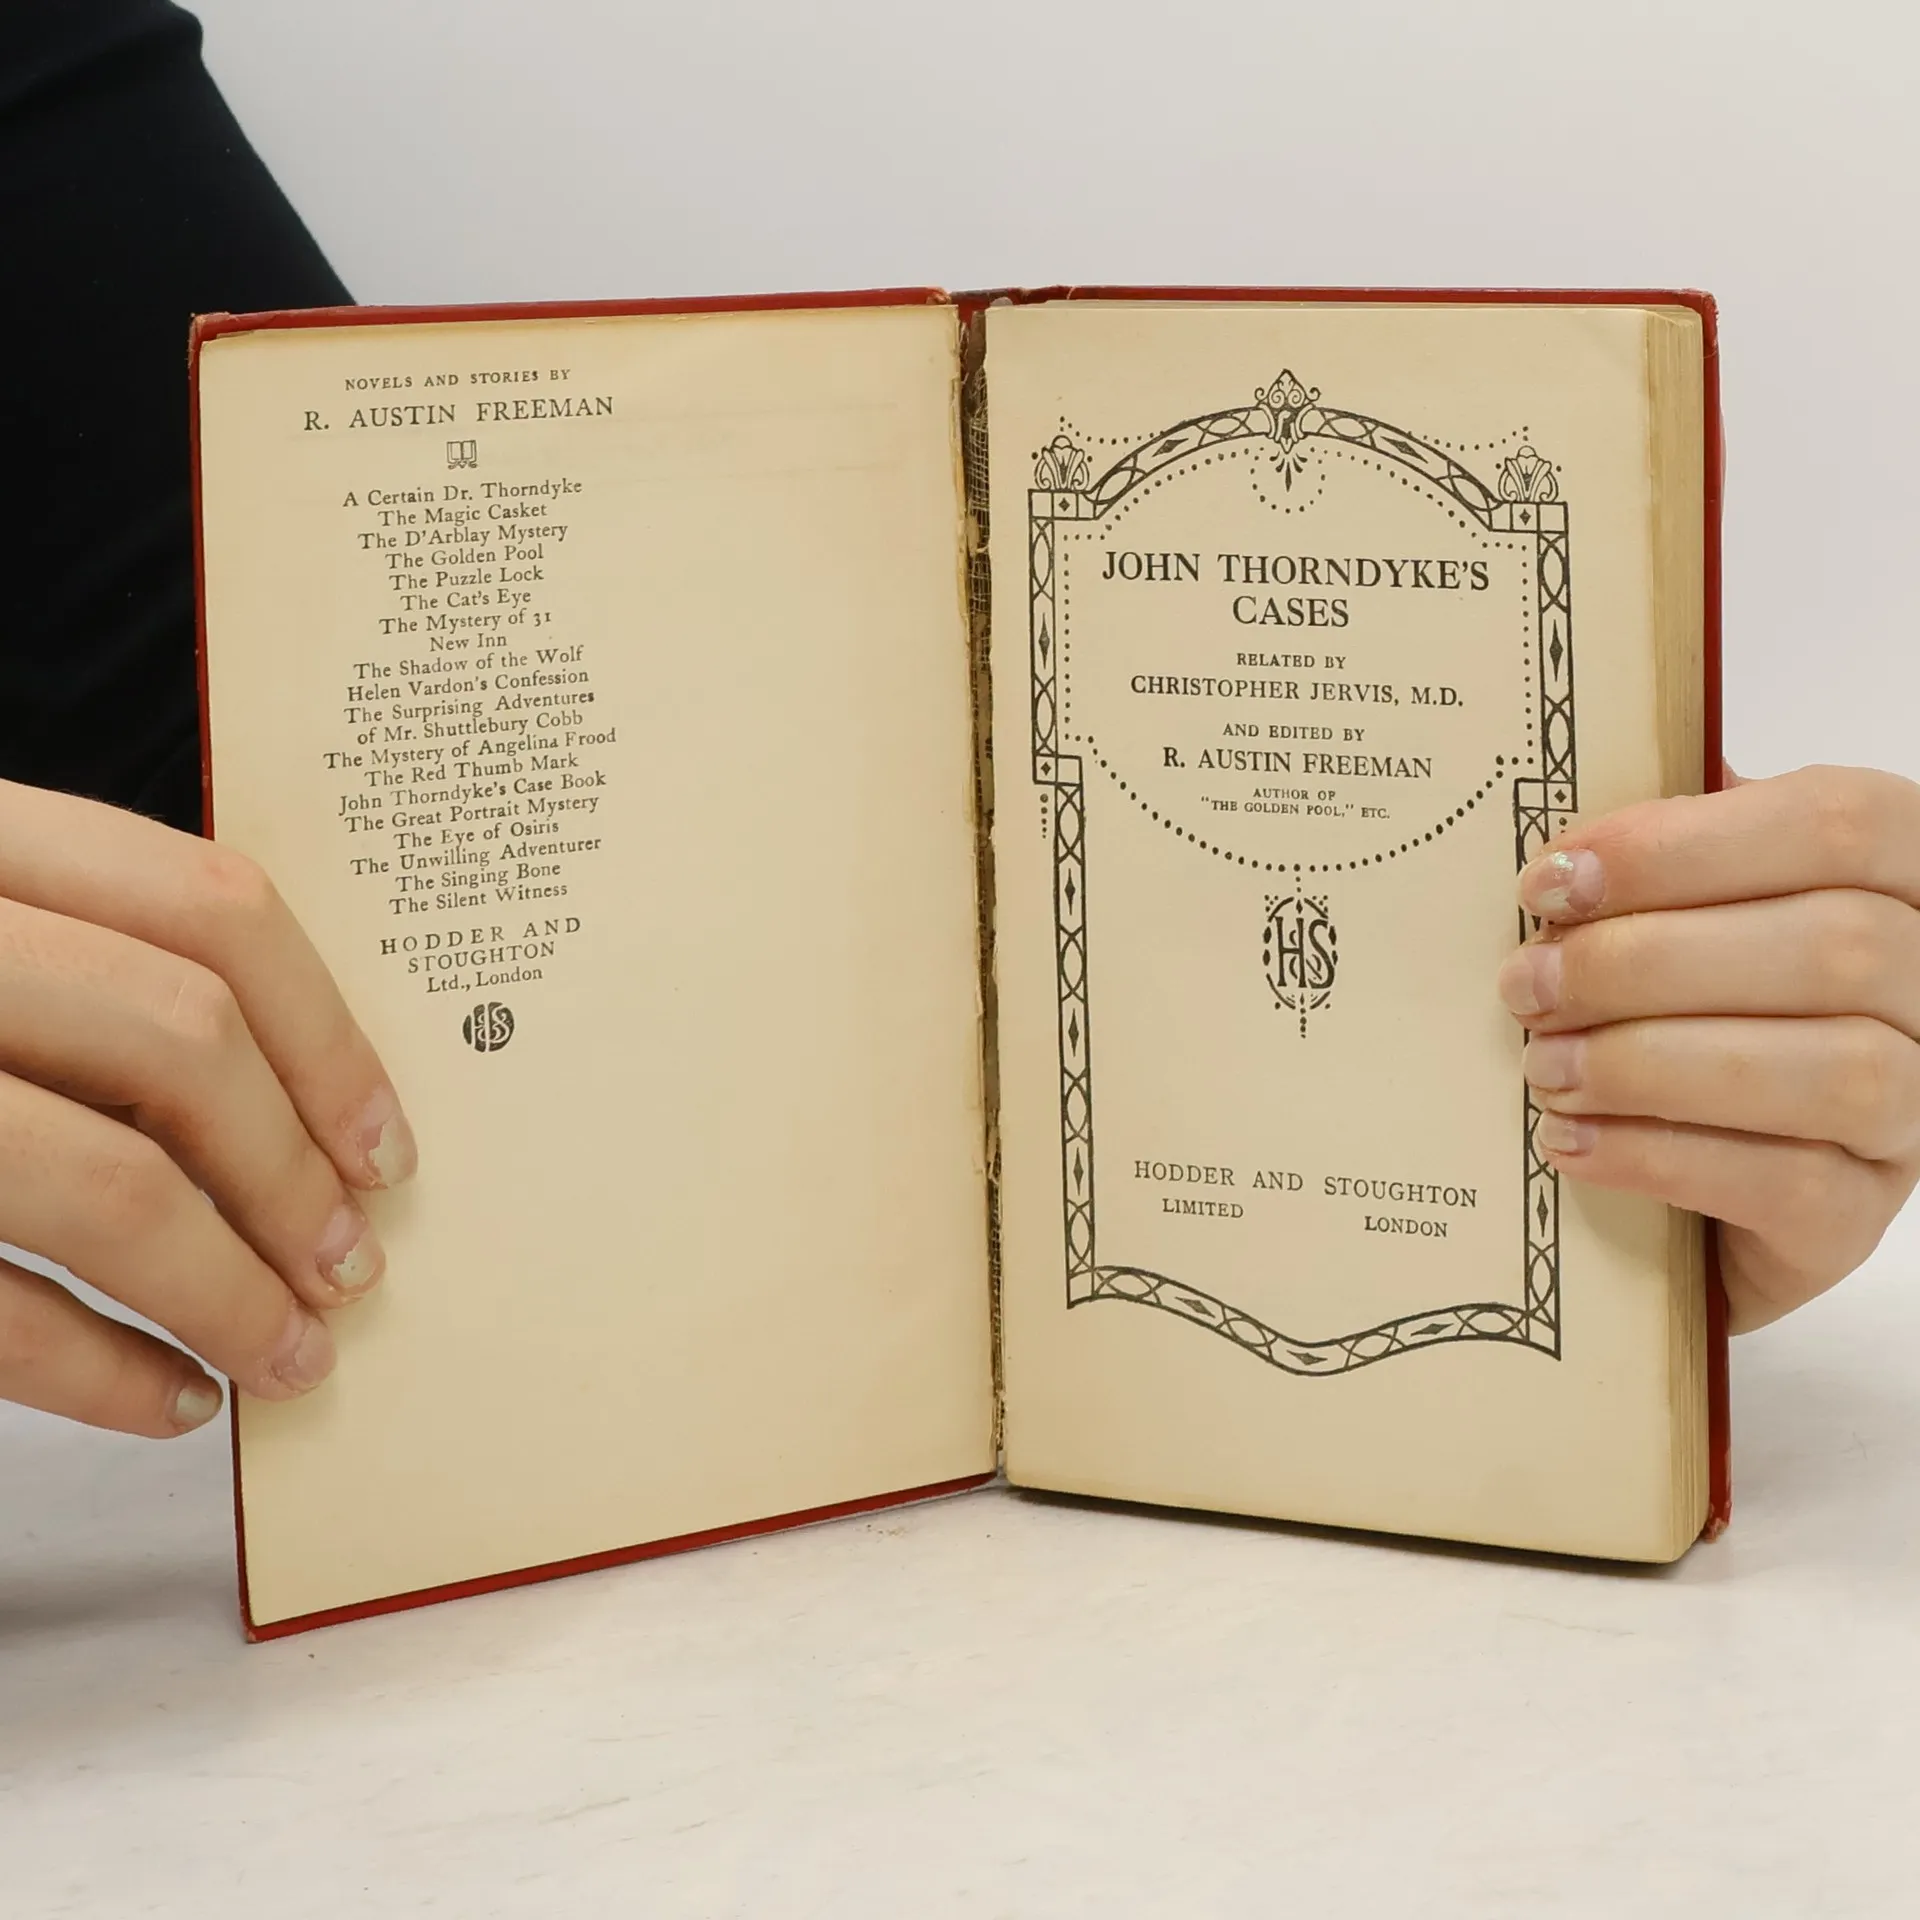 NOVELS AND STORIES BY
R. AUSTIN FREEMAN
A Certain Dr. Thorndyke
The Magic Casket
The D'Arblay Mystery
The Golden Pool
The Puzzle Lock
The Cat's Eye
The Mystery of 31
New Inn
The Shadow of the Wolf
Helen Vardon's Confession
The Surprising Adventures
of Mr. Shuttlebury Cobb
The Mystery of Angelina Frood
The Red Thumb Mark
John Thorndyke's Case Book
The Great Portrait Mystery
The Eye of Osiris
The Unwilling Adventurer
The Singing Bone
The Silent Witness
HODDER AND
STOUGHTON
Ltd., London
H&S
JOHN THORNDYKE'S
CASES
RELATED BY
CHRISTOPHER JERVIS, M.D.
AND EDITED BY
R. AUSTIN FREEMAN
AUTHOR OF
"THE GOLDEN POOL," ETC.
HS
HODDER AND STOUGHTON
LIMITED LONDON